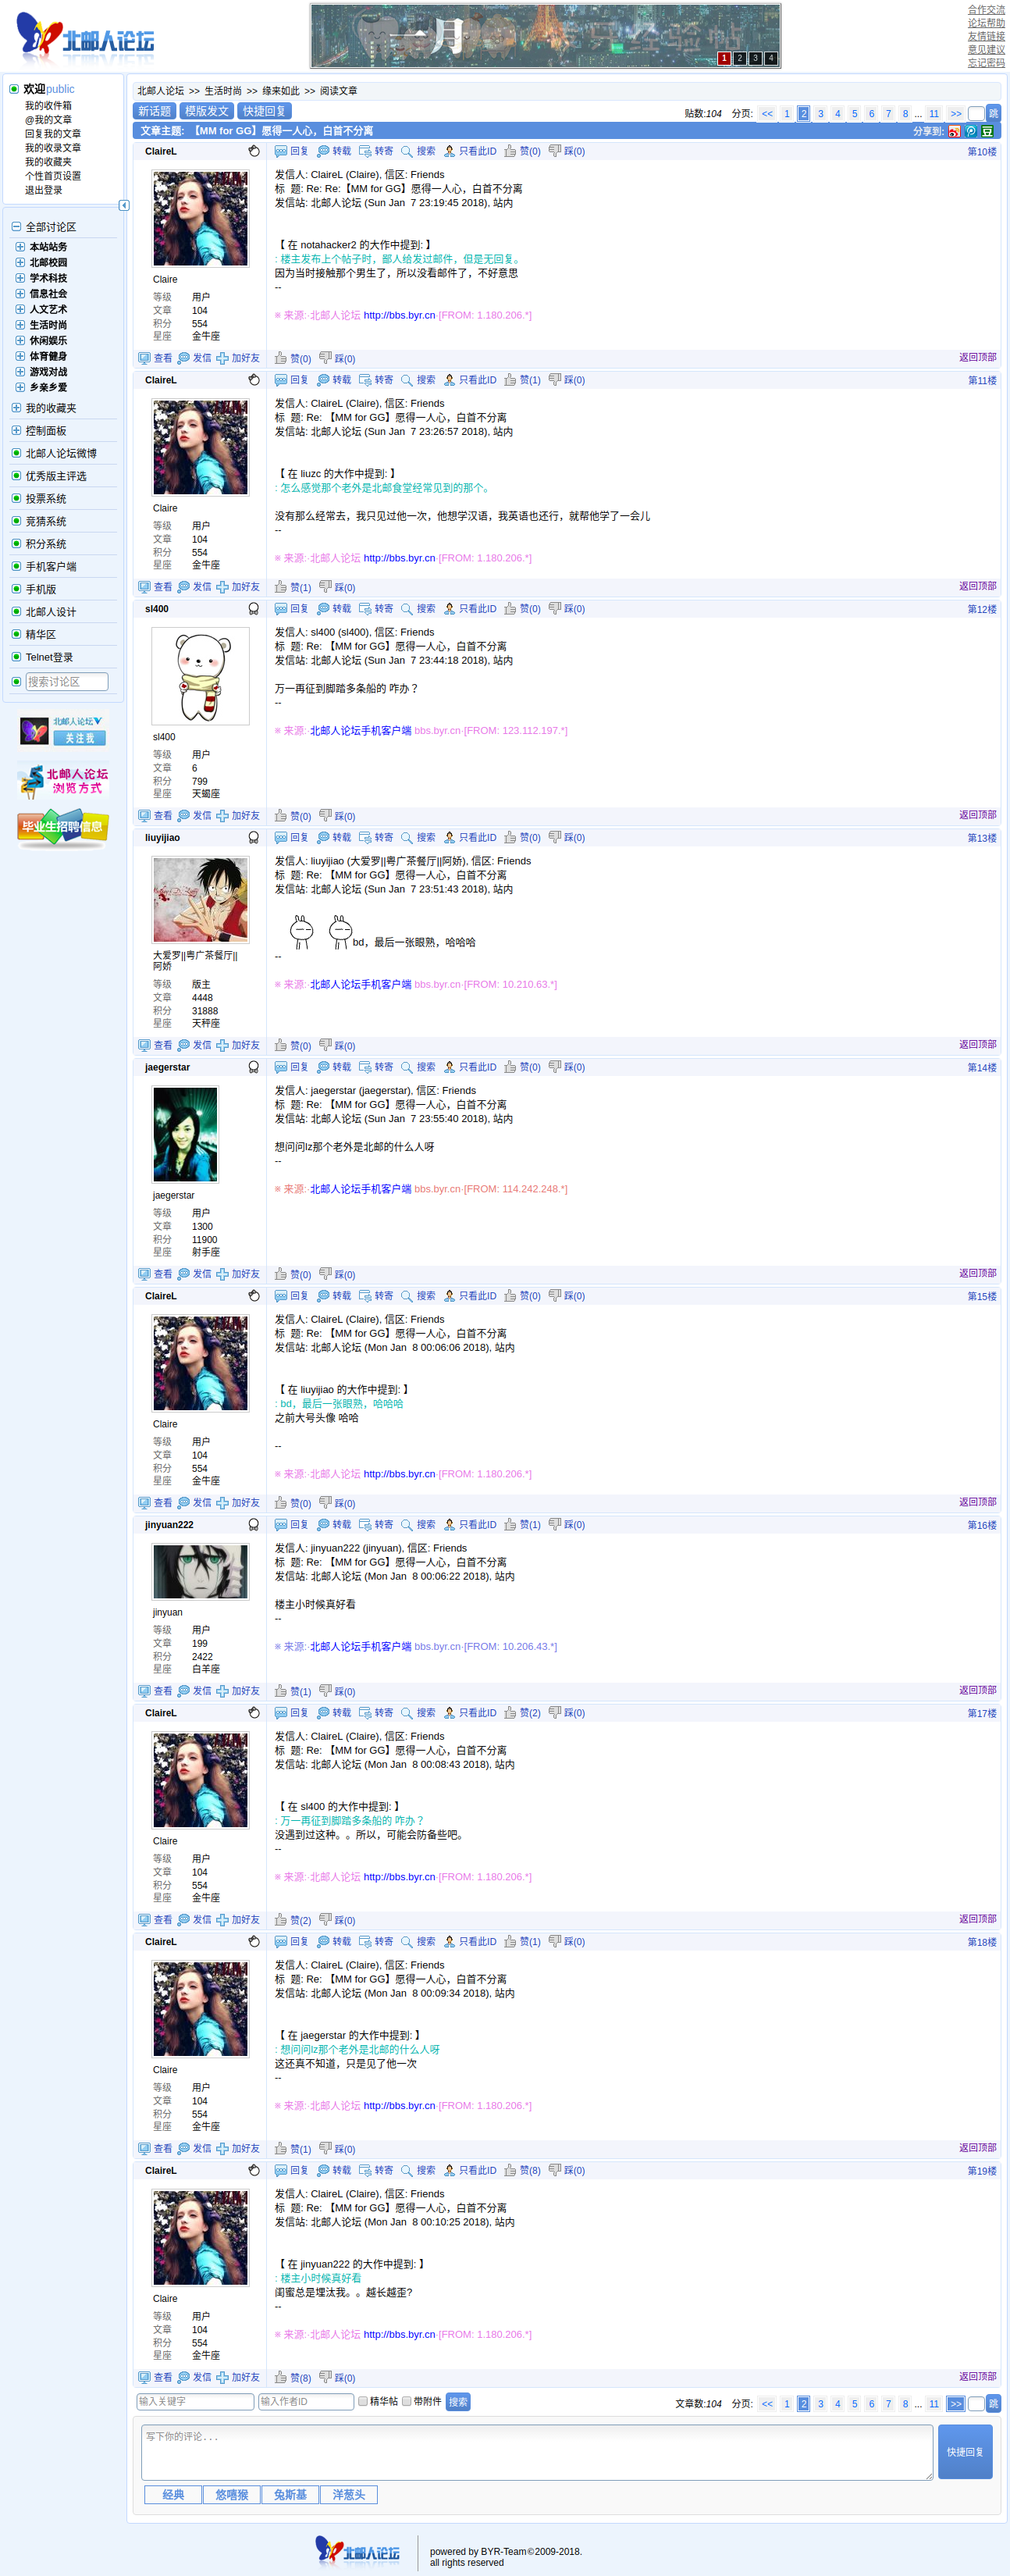 北邮人论坛
一月
1 2 3 4
合作交流
论坛帮助
友情链接
意见建议
忘记密码
欢迎public
我的收件箱
@我的文章
回复我的文章
我的收录文章
我的收藏夹
个性首页设置
退出登录
全部讨论区
本站站务
北邮校园
学术科技
信息社会
人文艺术
生活时尚
休闲娱乐
体育健身
游戏对战
乡亲乡爱
我的收藏夹
控制面板
北邮人论坛微博
优秀版主评选
投票系统
竞猜系统
积分系统
手机客户端
手机版
北邮人设计
精华区
Telnet登录
搜索讨论区
北邮人论坛
关注我
北邮人论坛
浏览方式
毕业生招聘信息
北邮人论坛 >> 生活时尚 >> 缘来如此 >> 阅读文章
新话题 模版发文 快捷回复
贴数:104 分页: << 1 2 3 4 5 6 7 8 ... 11 >> 跳
文章主题: 【MM for GG】愿得一人心，白首不分离
分享到:
ClaireL
回复 转载 转寄 搜索 只看此ID 赞(0) 踩(0)
第10楼
Claire
等级 用户
文章 104
积分 554
星座 金牛座
发信人: ClaireL (Claire), 信区: Friends
标  题: Re: Re:【MM for GG】愿得一人心，白首不分离
发信站: 北邮人论坛 (Sun Jan  7 23:19:45 2018), 站内
【 在 notahacker2 的大作中提到: 】
: 楼主发布上个帖子时，鄙人给发过邮件，但是无回复。
因为当时接触那个男生了，所以没看邮件了，不好意思
--
※ 来源:·北邮人论坛 http://bbs.byr.cn·[FROM: 1.180.206.*]
查看 发信 加好友 赞(0) 踩(0)
返回顶部
ClaireL
回复 转载 转寄 搜索 只看此ID 赞(1) 踩(0)
第11楼
Claire
等级 用户
文章 104
积分 554
星座 金牛座
发信人: ClaireL (Claire), 信区: Friends
标  题: Re: 【MM for GG】愿得一人心，白首不分离
发信站: 北邮人论坛 (Sun Jan  7 23:26:57 2018), 站内
【 在 liuzc 的大作中提到: 】
: 怎么感觉那个老外是北邮食堂经常见到的那个。
没有那么经常去，我只见过他一次，他想学汉语，我英语也还行，就帮他学了一会儿
--
※ 来源:·北邮人论坛 http://bbs.byr.cn·[FROM: 1.180.206.*]
查看 发信 加好友 赞(1) 踩(0)
返回顶部
sl400
回复 转载 转寄 搜索 只看此ID 赞(0) 踩(0)
第12楼
sl400
等级 用户
文章 6
积分 799
星座 天蝎座
发信人: sl400 (sl400), 信区: Friends
标  题: Re: 【MM for GG】愿得一人心，白首不分离
发信站: 北邮人论坛 (Sun Jan  7 23:44:18 2018), 站内
万一再征到脚踏多条船的 咋办？
--
※ 来源:·北邮人论坛手机客户端 bbs.byr.cn·[FROM: 123.112.197.*]
查看 发信 加好友 赞(0) 踩(0)
返回顶部
liuyijiao
回复 转载 转寄 搜索 只看此ID 赞(0) 踩(0)
第13楼
大爱罗||粤广茶餐厅||
阿娇
等级 版主
文章 4448
积分 31888
星座 天秤座
发信人: liuyijiao (大爱罗||粤广茶餐厅||阿娇), 信区: Friends
标  题: Re: 【MM for GG】愿得一人心，白首不分离
发信站: 北邮人论坛 (Sun Jan  7 23:51:43 2018), 站内
bd，最后一张眼熟，哈哈哈
--
※ 来源:·北邮人论坛手机客户端 bbs.byr.cn·[FROM: 10.210.63.*]
查看 发信 加好友 赞(0) 踩(0)
返回顶部
jaegerstar
回复 转载 转寄 搜索 只看此ID 赞(0) 踩(0)
第14楼
jaegerstar
等级 用户
文章 1300
积分 11900
星座 射手座
发信人: jaegerstar (jaegerstar), 信区: Friends
标  题: Re: 【MM for GG】愿得一人心，白首不分离
发信站: 北邮人论坛 (Sun Jan  7 23:55:40 2018), 站内
想问问lz那个老外是北邮的什么人呀
--
※ 来源:·北邮人论坛手机客户端 bbs.byr.cn·[FROM: 114.242.248.*]
查看 发信 加好友 赞(0) 踩(0)
返回顶部
ClaireL
回复 转载 转寄 搜索 只看此ID 赞(0) 踩(0)
第15楼
Claire
等级 用户
文章 104
积分 554
星座 金牛座
发信人: ClaireL (Claire), 信区: Friends
标  题: Re: 【MM for GG】愿得一人心，白首不分离
发信站: 北邮人论坛 (Mon Jan  8 00:06:06 2018), 站内
【 在 liuyijiao 的大作中提到: 】
: bd，最后一张眼熟，哈哈哈
之前大号头像 哈哈
--
※ 来源:·北邮人论坛 http://bbs.byr.cn·[FROM: 1.180.206.*]
查看 发信 加好友 赞(0) 踩(0)
返回顶部
jinyuan222
回复 转载 转寄 搜索 只看此ID 赞(1) 踩(0)
第16楼
jinyuan
等级 用户
文章 199
积分 2422
星座 白羊座
发信人: jinyuan222 (jinyuan), 信区: Friends
标  题: Re: 【MM for GG】愿得一人心，白首不分离
发信站: 北邮人论坛 (Mon Jan  8 00:06:22 2018), 站内
楼主小时候真好看
--
※ 来源:·北邮人论坛手机客户端 bbs.byr.cn·[FROM: 10.206.43.*]
查看 发信 加好友 赞(1) 踩(0)
返回顶部
ClaireL
回复 转载 转寄 搜索 只看此ID 赞(2) 踩(0)
第17楼
Claire
等级 用户
文章 104
积分 554
星座 金牛座
发信人: ClaireL (Claire), 信区: Friends
标  题: Re: 【MM for GG】愿得一人心，白首不分离
发信站: 北邮人论坛 (Mon Jan  8 00:08:43 2018), 站内
【 在 sl400 的大作中提到: 】
: 万一再征到脚踏多条船的 咋办？
没遇到过这种。。所以，可能会防备些吧。
--
※ 来源:·北邮人论坛 http://bbs.byr.cn·[FROM: 1.180.206.*]
查看 发信 加好友 赞(2) 踩(0)
返回顶部
ClaireL
回复 转载 转寄 搜索 只看此ID 赞(1) 踩(0)
第18楼
Claire
等级 用户
文章 104
积分 554
星座 金牛座
发信人: ClaireL (Claire), 信区: Friends
标  题: Re: 【MM for GG】愿得一人心，白首不分离
发信站: 北邮人论坛 (Mon Jan  8 00:09:34 2018), 站内
【 在 jaegerstar 的大作中提到: 】
: 想问问lz那个老外是北邮的什么人呀
这还真不知道，只是见了他一次
--
※ 来源:·北邮人论坛 http://bbs.byr.cn·[FROM: 1.180.206.*]
查看 发信 加好友 赞(1) 踩(0)
返回顶部
ClaireL
回复 转载 转寄 搜索 只看此ID 赞(8) 踩(0)
第19楼
Claire
等级 用户
文章 104
积分 554
星座 金牛座
发信人: ClaireL (Claire), 信区: Friends
标  题: Re: 【MM for GG】愿得一人心，白首不分离
发信站: 北邮人论坛 (Mon Jan  8 00:10:25 2018), 站内
【 在 jinyuan222 的大作中提到: 】
: 楼主小时候真好看
闺蜜总是埋汰我。。越长越歪?
--
※ 来源:·北邮人论坛 http://bbs.byr.cn·[FROM: 1.180.206.*]
查看 发信 加好友 赞(8) 踩(0)
返回顶部
输入关键字 输入作者ID 精华帖 带附件 搜索
文章数:104 分页: << 1 2 3 4 5 6 7 8 ... 11 >> 跳
写下你的评论...
快捷回复
经典 悠嘻猴 兔斯基 洋葱头
北邮人论坛
powered by BYR-Team©2009-2018.
all rights reserved